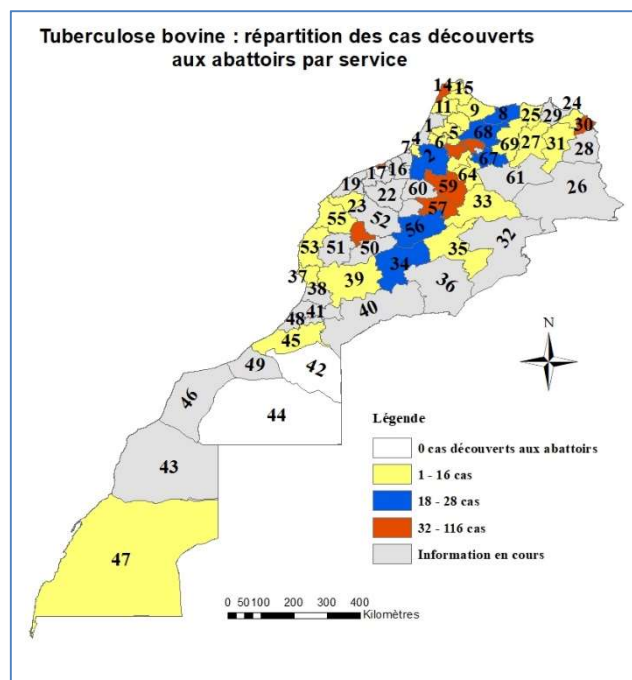 Tuberculose bovine : répartition des cas découverts
aux abattoirs par service
14 15
24
11 9 8 25 29
1 30
4 5 68
7 6 69 27 31 28
2 67
17 16 64 61
19 59 26
22 60
23 57 33
55 52
56
53 51 50 35 32
34
37 39 36
38
40
48 41
45
49 42
46
44
43
47
N
Légende
0 cas découverts aux abattoirs
1 - 16 cas
18 - 28 cas
32 - 116 cas
Information en cours
0 50 100 200 300 400
Kilomètres